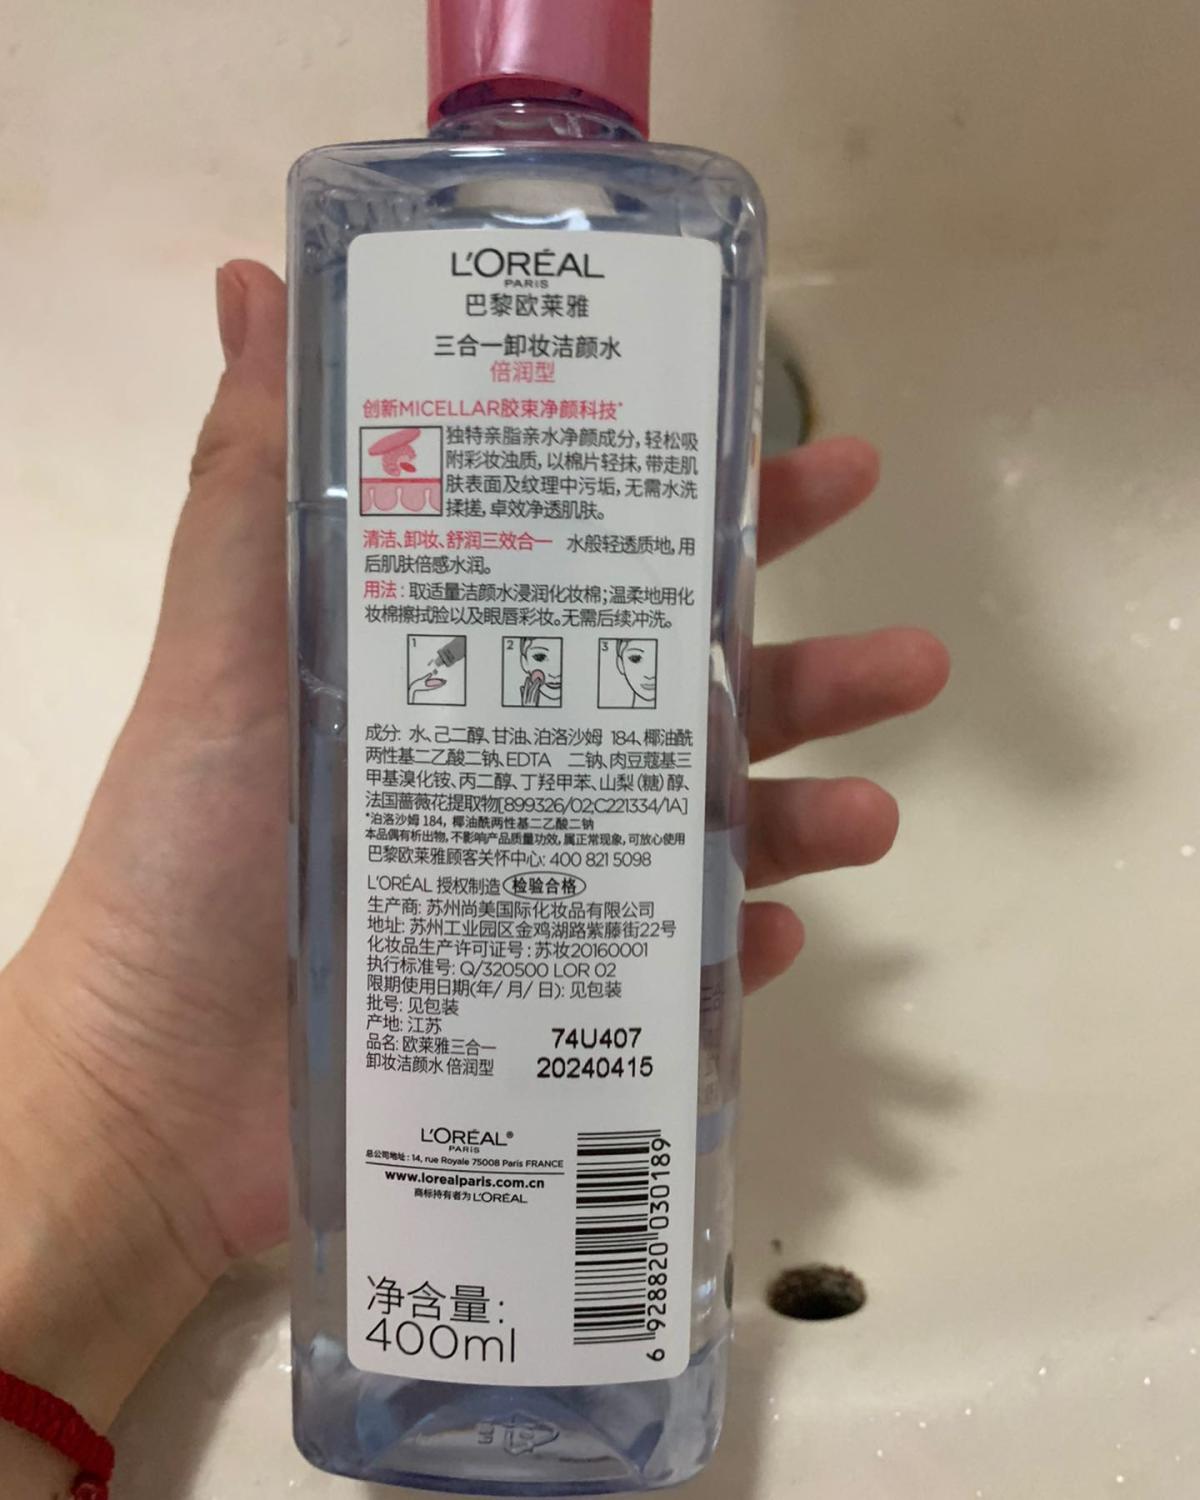 L'ORÉAL
PARIS
巴黎欧莱雅
三合一卸妆洁颜水
倍润型
创新MICELLAR胶束净颜科技*
独特亲脂亲水净颜成分,轻松吸
附彩妆浊质,以棉片轻抹,带走肌
肤表面及纹理中污垢,无需水洗
揉搓,卓效净透肌肤。
清洁、卸妆、舒润三效合一 水般轻透质地,用
后肌肤倍感水润。
用法:取适量洁颜水浸润化妆棉;温柔地用化
妆棉擦拭脸以及眼唇彩妆。无需后续冲洗。
1 2 3
成分: 水、己二醇、甘油、泊洛沙姆 184、椰油酰
两性基二乙酸二钠、EDTA 二钠、肉豆蔻基三
甲基溴化铵、丙二醇、丁羟甲苯、山梨(糖)醇、
法国蔷薇花提取物[899326/02;C221334/1A]
*泊洛沙姆 184, 椰油酰两性基二乙酸二钠
本品偶有析出物,不影响产品质量功效,属正常现象,可放心使用
巴黎欧莱雅顾客关怀中心: 400 821 5098
L'ORÉAL 授权制造 检验合格
生产商: 苏州尚美国际化妆品有限公司
地址: 苏州工业园区金鸡湖路紫藤街22号
化妆品生产许可证号:苏妆20160001
执行标准号: Q/320500 LOR 02
限期使用日期(年/ 月/ 日): 见包装
批号: 见包装
产地: 江苏
品名: 欧莱雅三合一
卸妆洁颜水 倍润型
74U407
20240415
L'ORÉAL®
PARIS
总公司地址: 14, rue Royale 75008 Paris FRANCE
www.lorealparis.com.cn
商标持有者为 L'ORÉAL
6 928820 030189
净含量:
400ml